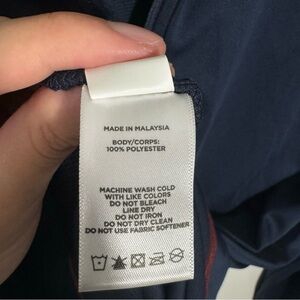 MADE IN MALAYSIA
BODY/CORPS:
100% POLYESTER
MACHINE WASH COLD
WITH LIKE COLORS
DO NOT BLEACH
LINE DRY
DO NOT IRON
DO NOT DRY CLEAN
DO NOT USE FABRIC SOFTENER